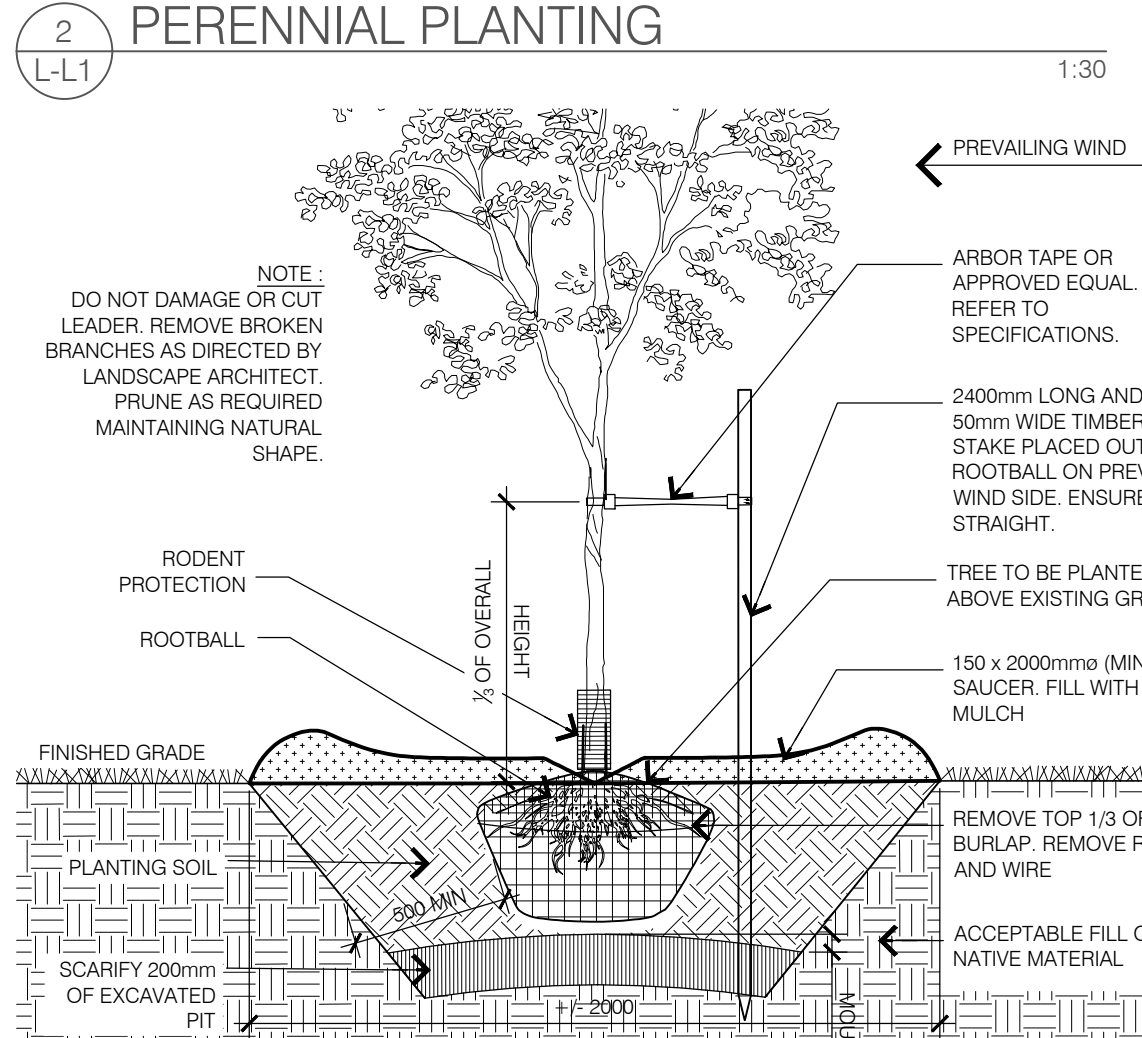 2
L-L1
PERENNIAL PLANTING
1:30
PREVAILING WIND
ARBOR TAPE OR
APPROVED EQUAL.
REFER TO
SPECIFICATIONS.
NOTE :
DO NOT DAMAGE OR CUT
LEADER. REMOVE BROKEN
BRANCHES AS DIRECTED BY
LANDSCAPE ARCHITECT.
PRUNE AS REQUIRED
MAINTAINING NATURAL
SHAPE.
2400mm LONG AND
50mm WIDE TIMBER
STAKE PLACED OUT
ROOTBALL ON PREV
WIND SIDE. ENSURE
STRAIGHT.
RODENT
PROTECTION
ROOTBALL
⅓ OF OVERALL
HEIGHT
TREE TO BE PLANTE
ABOVE EXISTING GR
150 x 2000mmø (MIN
SAUCER. FILL WITH
MULCH
FINISHED GRADE
REMOVE TOP 1/3 OF
BURLAP. REMOVE R
AND WIRE
PLANTING SOIL
500 MIN
ACCEPTABLE FILL O
NATIVE MATERIAL
SCARIFY 200mm
OF EXCAVATED
PIT
+/- 2000
MOU